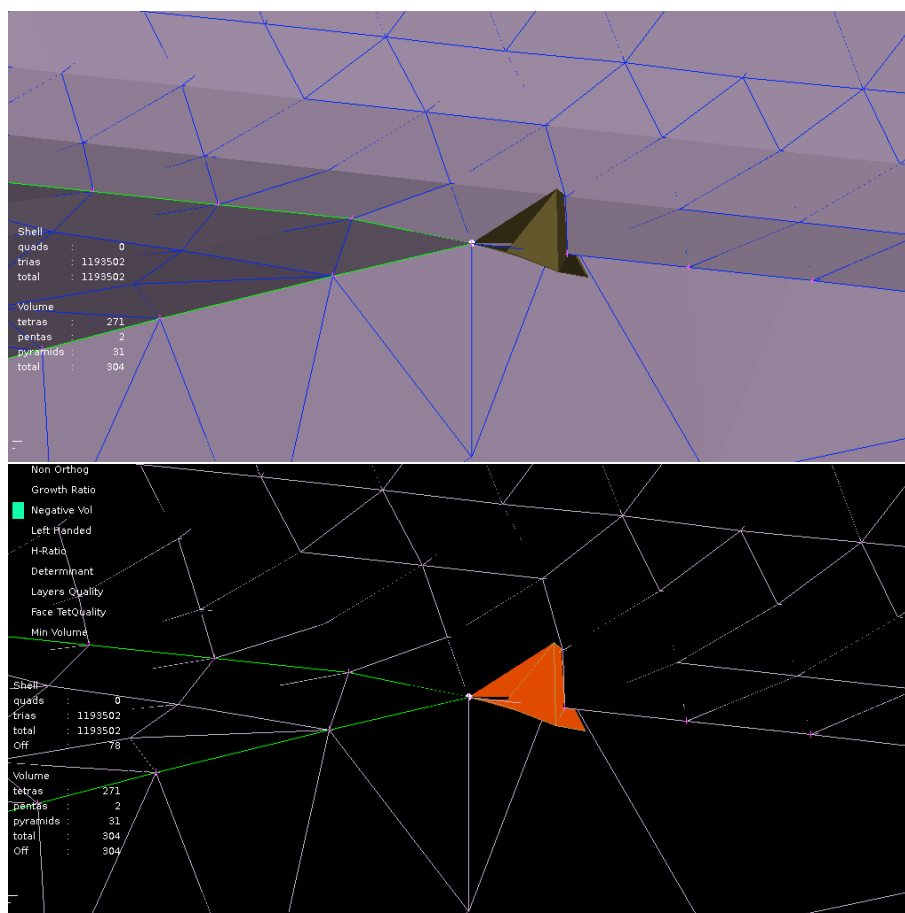 Shell
quads : 0
trias : 1193502
total : 1193502
Volume
tetras : 271
pentas : 2
pyramids : 31
total : 304
Non Orthog
Growth Ratio
Negative Vol
Left Handed
H-Ratio
Determinant
Layers Quality
Face TetQuality
Min Volume
Shell
quads : 0
trias : 1193502
total : 1193502
Off : 78
Volume
tetras : 271
pentas : 2
pyramids : 31
total : 304
Off : 304